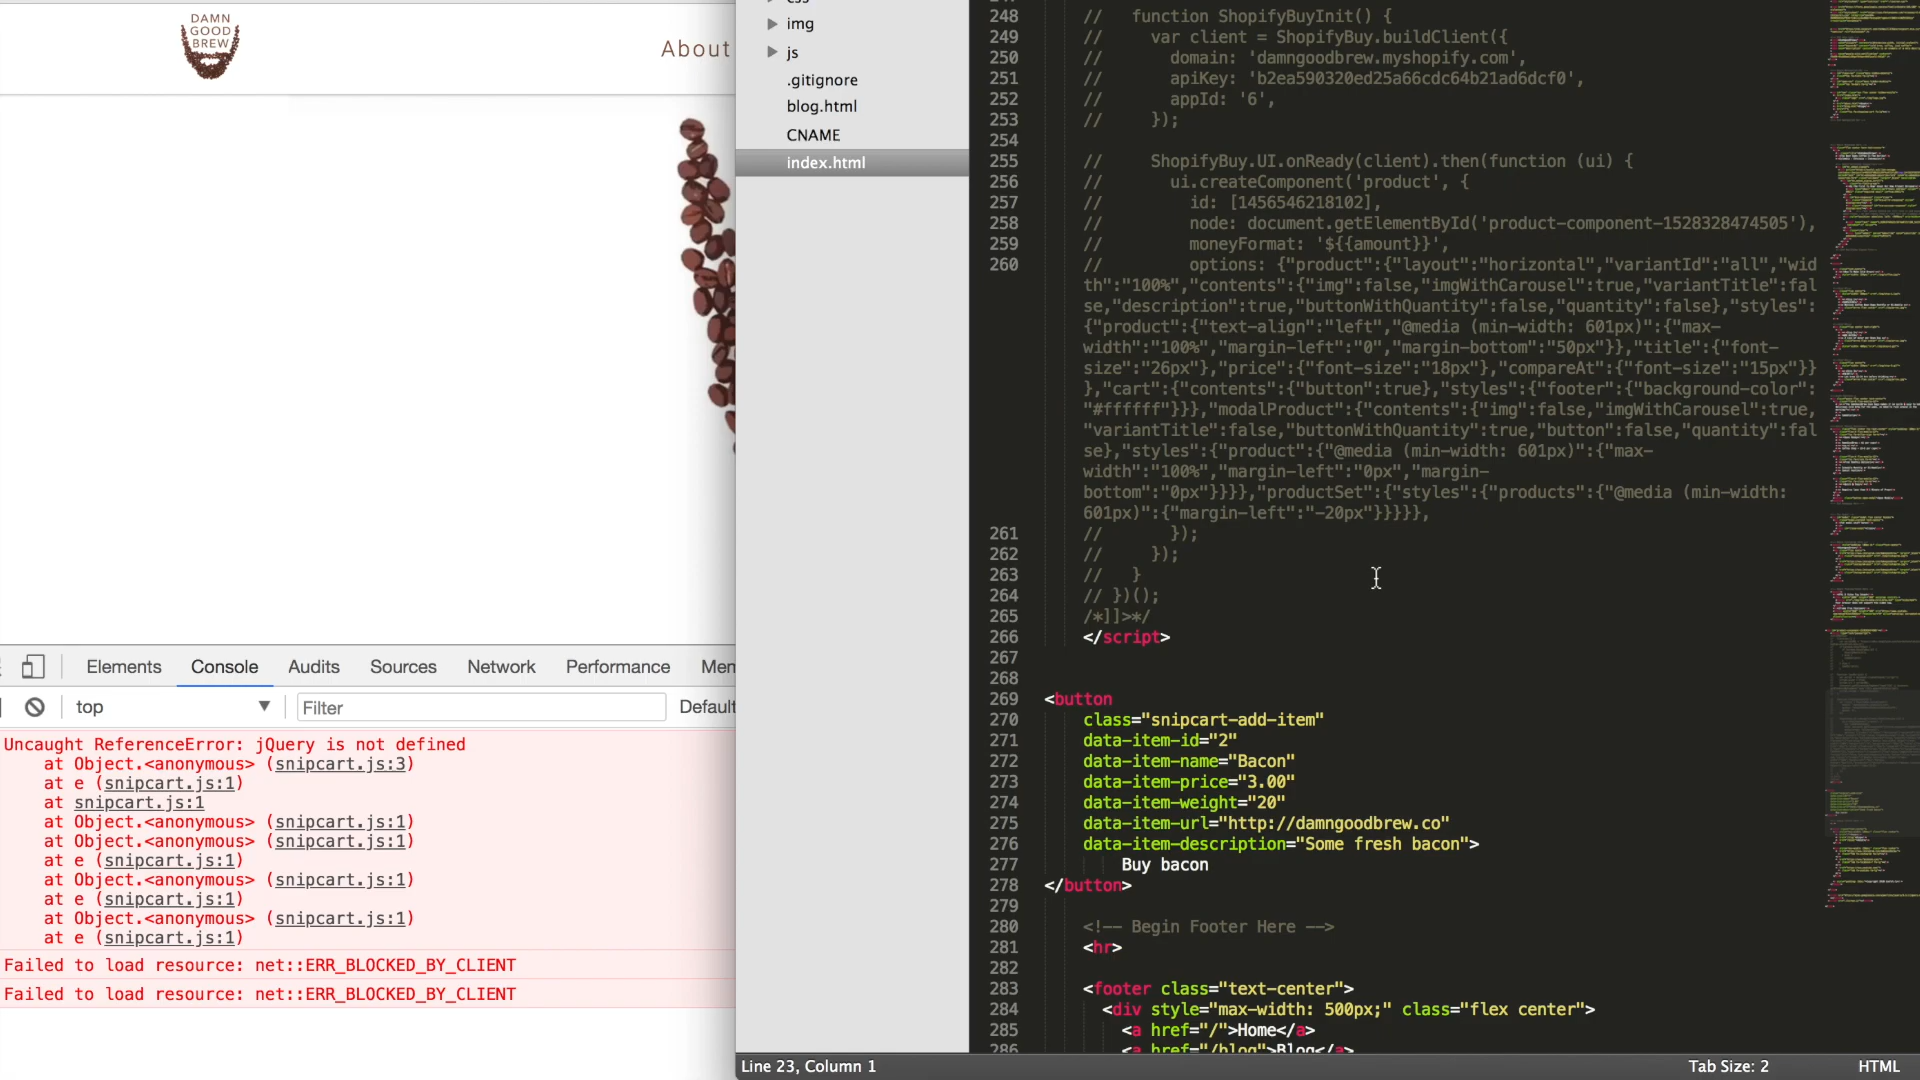 DAMN
GOOD
BREW
About
img
js
.gitignore
blog.html
CNAME
index.html
248 //   function ShopifyBuyInit() {
249 //     var client = ShopifyBuy.buildClient({
250 //       domain: 'damngoodbrew.myshopify.com',
251 //       apiKey: 'b2ea590320ed25a66cdc64b21ad6dcf0',
252 //       appId: '6',
253 //     });
254
255 //     ShopifyBuy.UI.onReady(client).then(function (ui) {
256 //       ui.createComponent('product', {
257 //         id: [1456546218102],
258 //         node: document.getElementById('product-component-1528328474505'),
259 //         moneyFormat: '${{amount}}',
260 //         options: {"product":{"layout":"horizontal","variantId":"all","wid
th":"100%","contents":{"img":false,"imgWithCarousel":true,"variantTitle":fal
se,"description":true,"buttonWithQuantity":false,"quantity":false},"styles":
{"product":{"text-align":"left","@media (min-width: 601px)":{"max-
width":"100%","margin-left":"0","margin-bottom":"50px"}},"title":{"font-
size":"26px"},"price":{"font-size":"18px"},"compareAt":{"font-size":"15px"}}
},"cart":{"contents":{"button":true},"styles":{"footer":{"background-color":
"#ffffff"}}},"modalProduct":{"contents":{"img":false,"imgWithCarousel":true,
"variantTitle":false,"buttonWithQuantity":true,"button":false,"quantity":fal
se},"styles":{"product":{"@media (min-width: 601px)":{"max-
width":"100%","margin-left":"0px","margin-
bottom":"0px"}}}},"productSet":{"styles":{"products":{"@media (min-width:
601px)":{"margin-left":"-20px"}}}}},
261 //       });
262 //     });
263 //   }
264 // })();
265 /*]]>*/
266 </script>
267
268
269 <button
270 class="snipcart-add-item"
271 data-item-id="2"
272 data-item-name="Bacon"
273 data-item-price="3.00"
274 data-item-weight="20"
275 data-item-url="http://damngoodbrew.co"
276 data-item-description="Some fresh bacon">
277 Buy bacon
278 </button>
279
280 <!-- Begin Footer Here -->
281 <hr>
282
283 <footer class="text-center">
284 <div style="max-width: 500px;" class="flex center">
285 <a href="/">Home</a>
286 <a href="/blog">Blog</a>
Elements Console Audits Sources Network Performance Mem
top Filter Default
Uncaught ReferenceError: jQuery is not defined
at Object.<anonymous> (snipcart.js:3)
at e (snipcart.js:1)
at snipcart.js:1
at Object.<anonymous> (snipcart.js:1)
at Object.<anonymous> (snipcart.js:1)
at e (snipcart.js:1)
at Object.<anonymous> (snipcart.js:1)
at e (snipcart.js:1)
at Object.<anonymous> (snipcart.js:1)
at e (snipcart.js:1)
Failed to load resource: net::ERR_BLOCKED_BY_CLIENT
Failed to load resource: net::ERR_BLOCKED_BY_CLIENT
Line 23, Column 1 Tab Size: 2 HTML